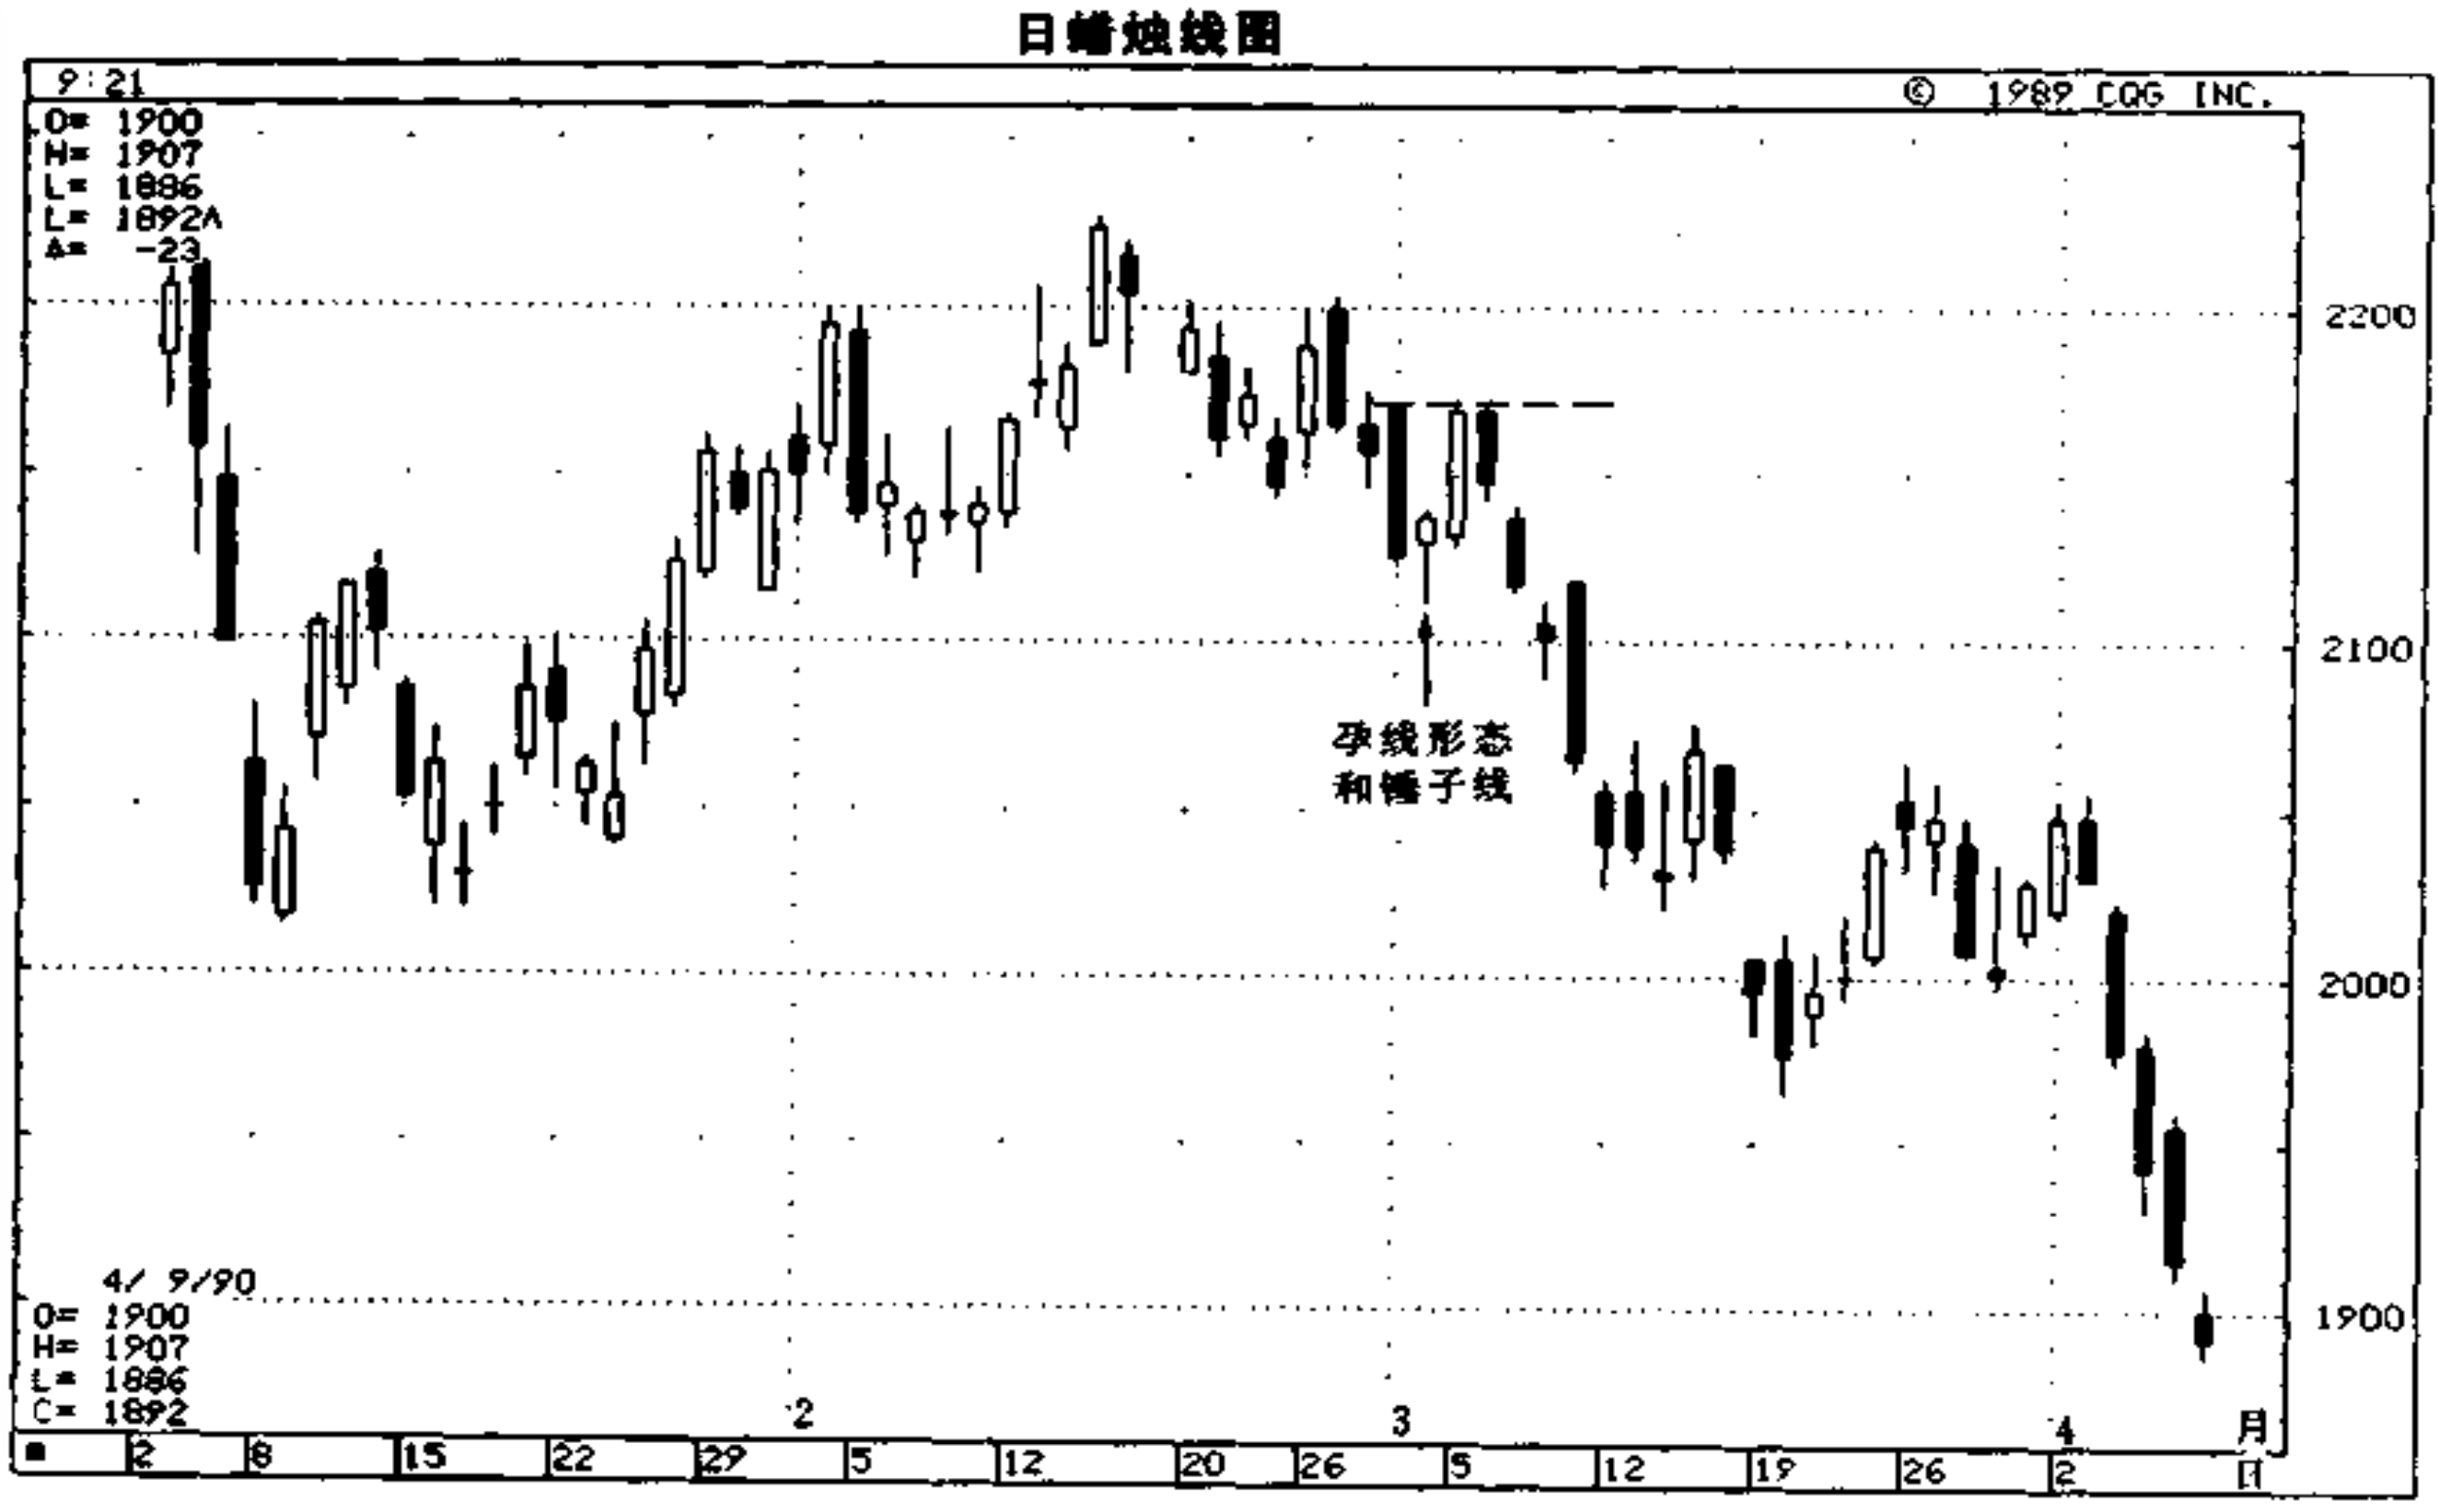 日蜡烛线图
9:21
© 1989 CQG INC.
O= 1900
H= 1907
L= 1886
L= 1892A
Δ= -23
2200
2100
孕线形态
和锤子线
2000
4/ 9/90
1900
O= 1900
H= 1907
L= 1886
C= 1892
2 3 4 月
2 8 15 22 29 5 12 20 26 5 12 19 26 2 日